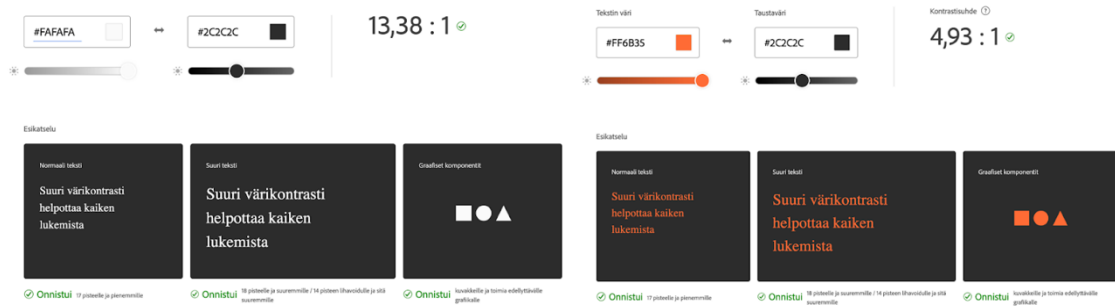 #FAFAFA
#2C2C2C
13,38 : 1
Esikatselu
Normaali teksti
Suuri värikontrasti
helpottaa kaiken
lukemista
Suuri teksti
Suuri värikontrasti
helpottaa kaiken
lukemista
Graafiset komponentit
Onnistui 17 pisteelle ja pienemmille
Onnistui 18 pisteelle ja suuremmille / 14 pisteen lihavoidulle ja sitä
suuremmille
Onnistui kuvakkeille ja toimia edellyttäville
grafiikalle
Tekstin väri
#FF6B35
Taustaväri
#2C2C2C
Kontrastisuhde ?
4,93 : 1
Esikatselu
Normaali teksti
Suuri värikontrasti
helpottaa kaiken
lukemista
Suuri teksti
Suuri värikontrasti
helpottaa kaiken
lukemista
Graafiset komponentit
Onnistui 17 pisteelle ja pienemmille
Onnistui 18 pisteelle ja suuremmille / 14 pisteen lihavoidulle ja sitä
suuremmille
Onnistui kuvakkeille ja toimia edellyttäville
grafiikalle